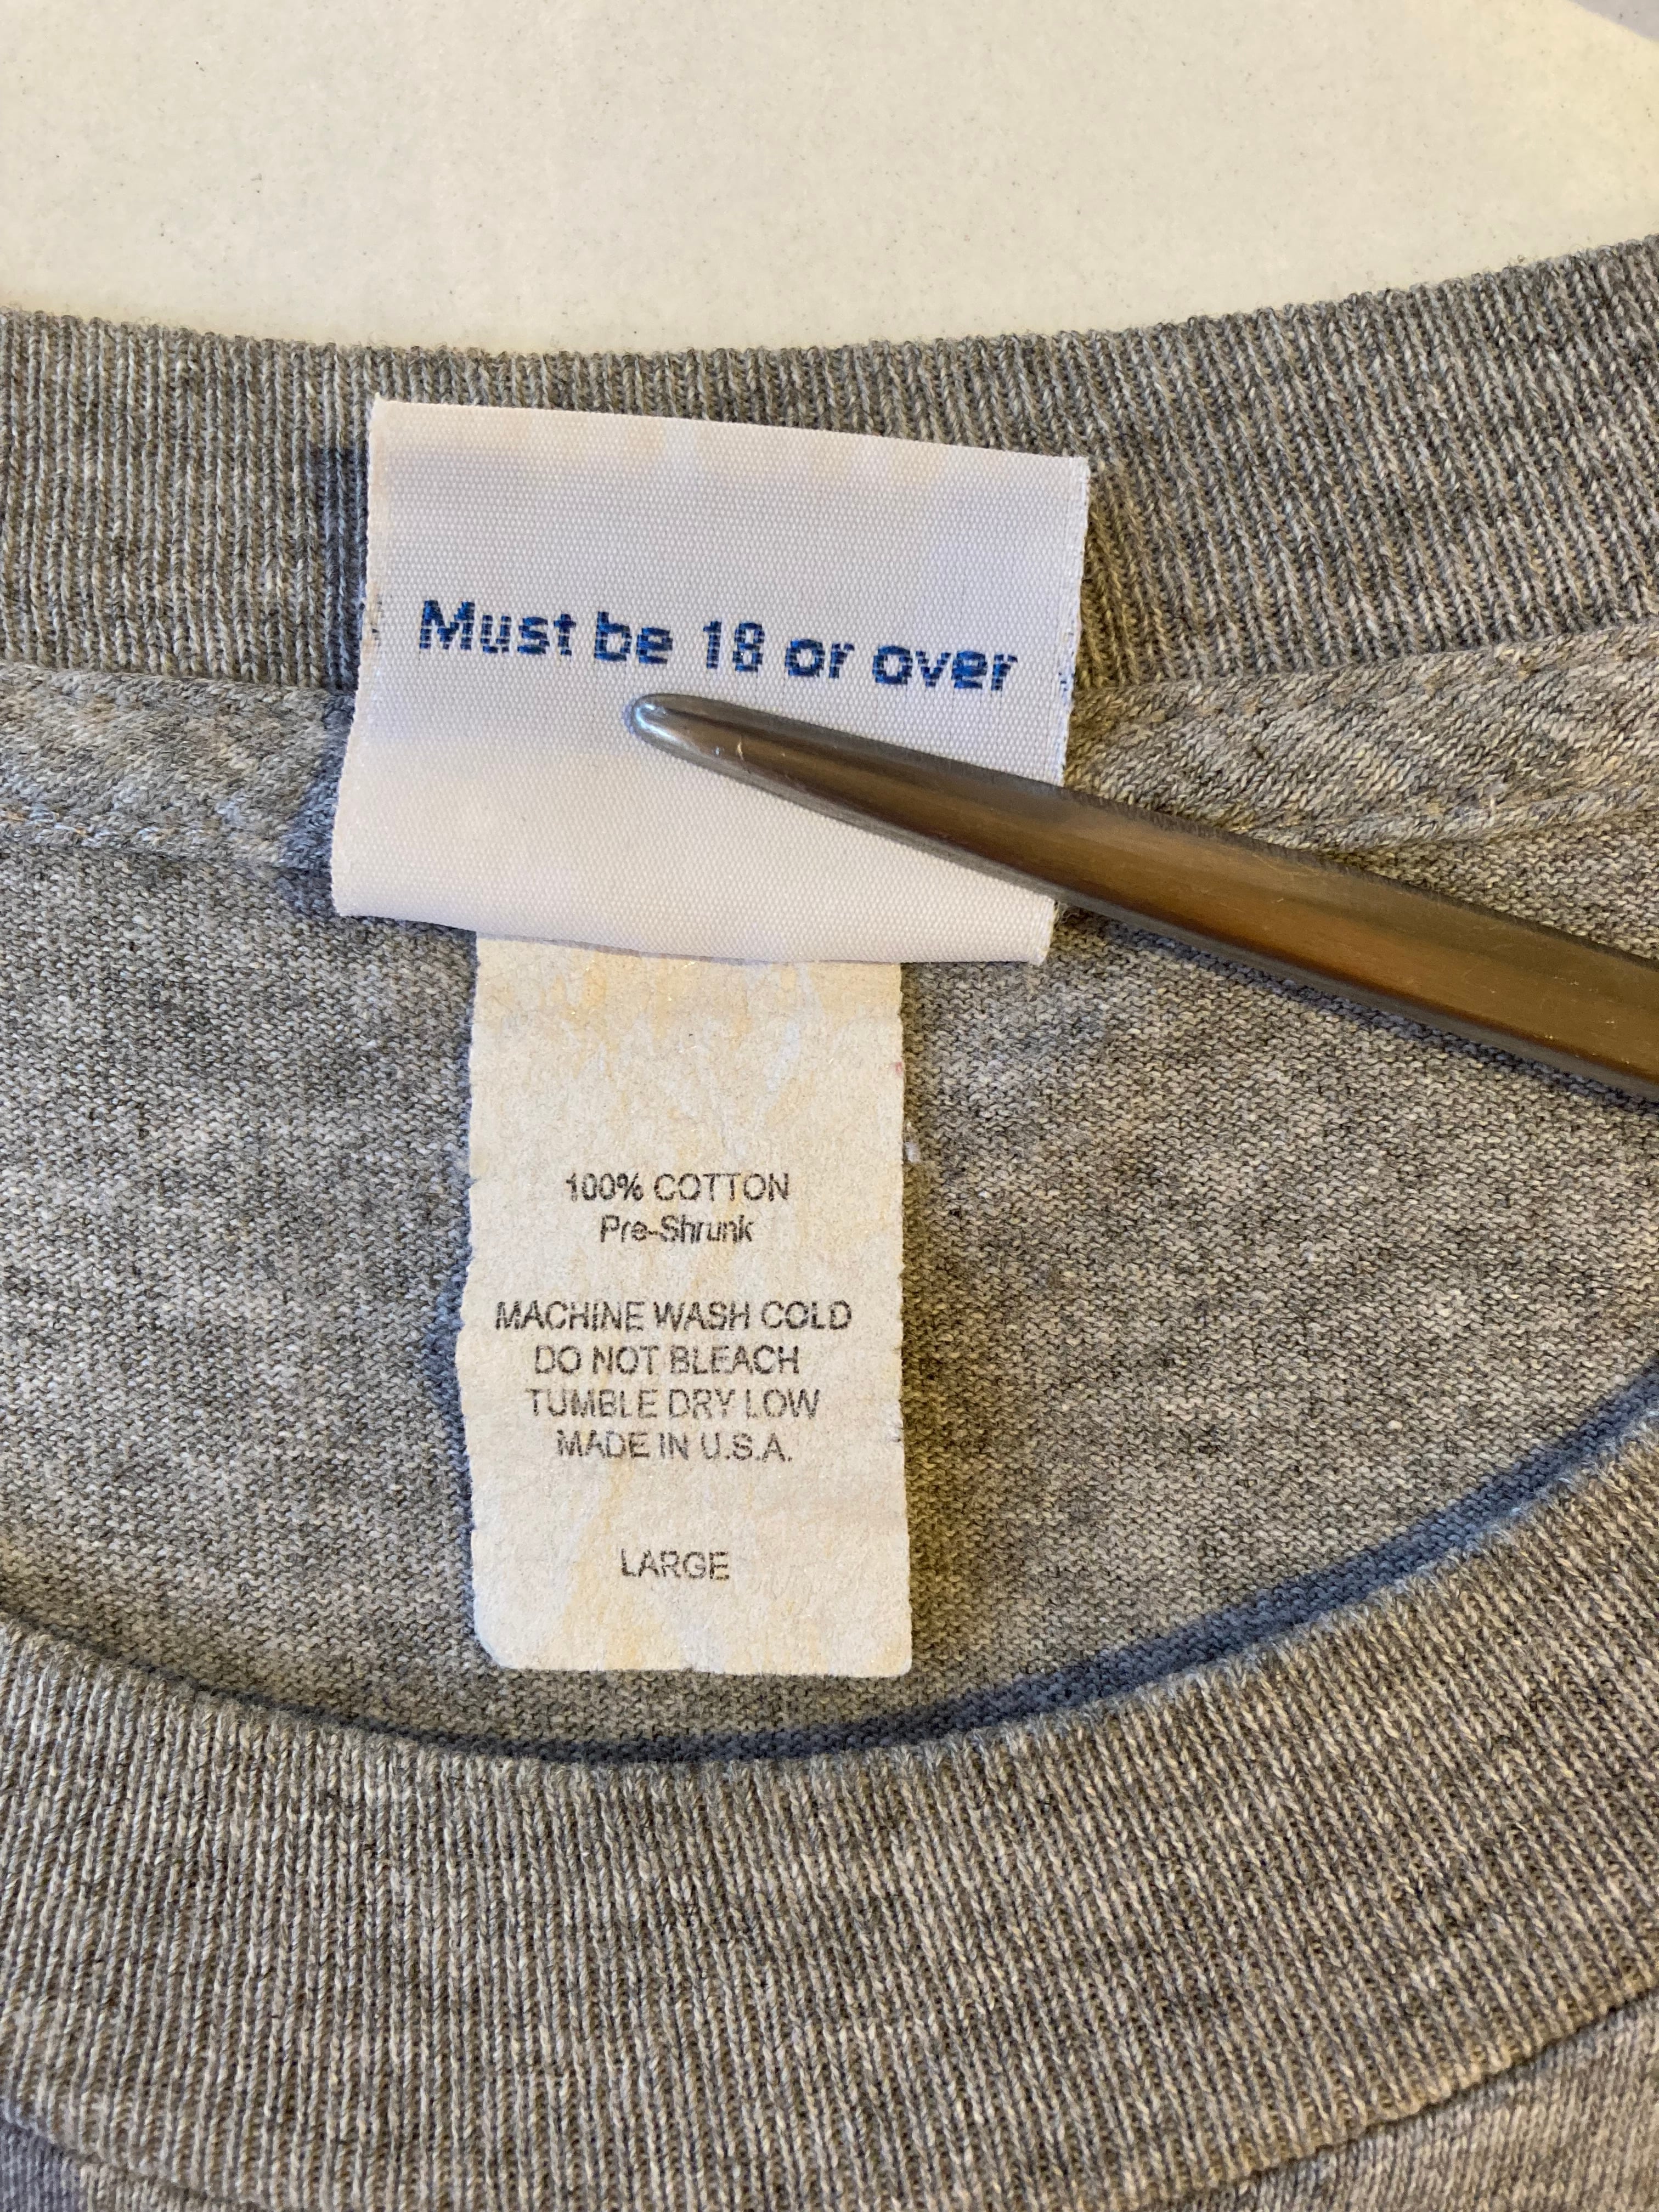 Must be 18 or over
100% COTTON
Pre-Shrunk
MACHINE WASH COLD
DO NOT BLEACH
TUMBLE DRY LOW
MADE IN U.S.A.
LARGE